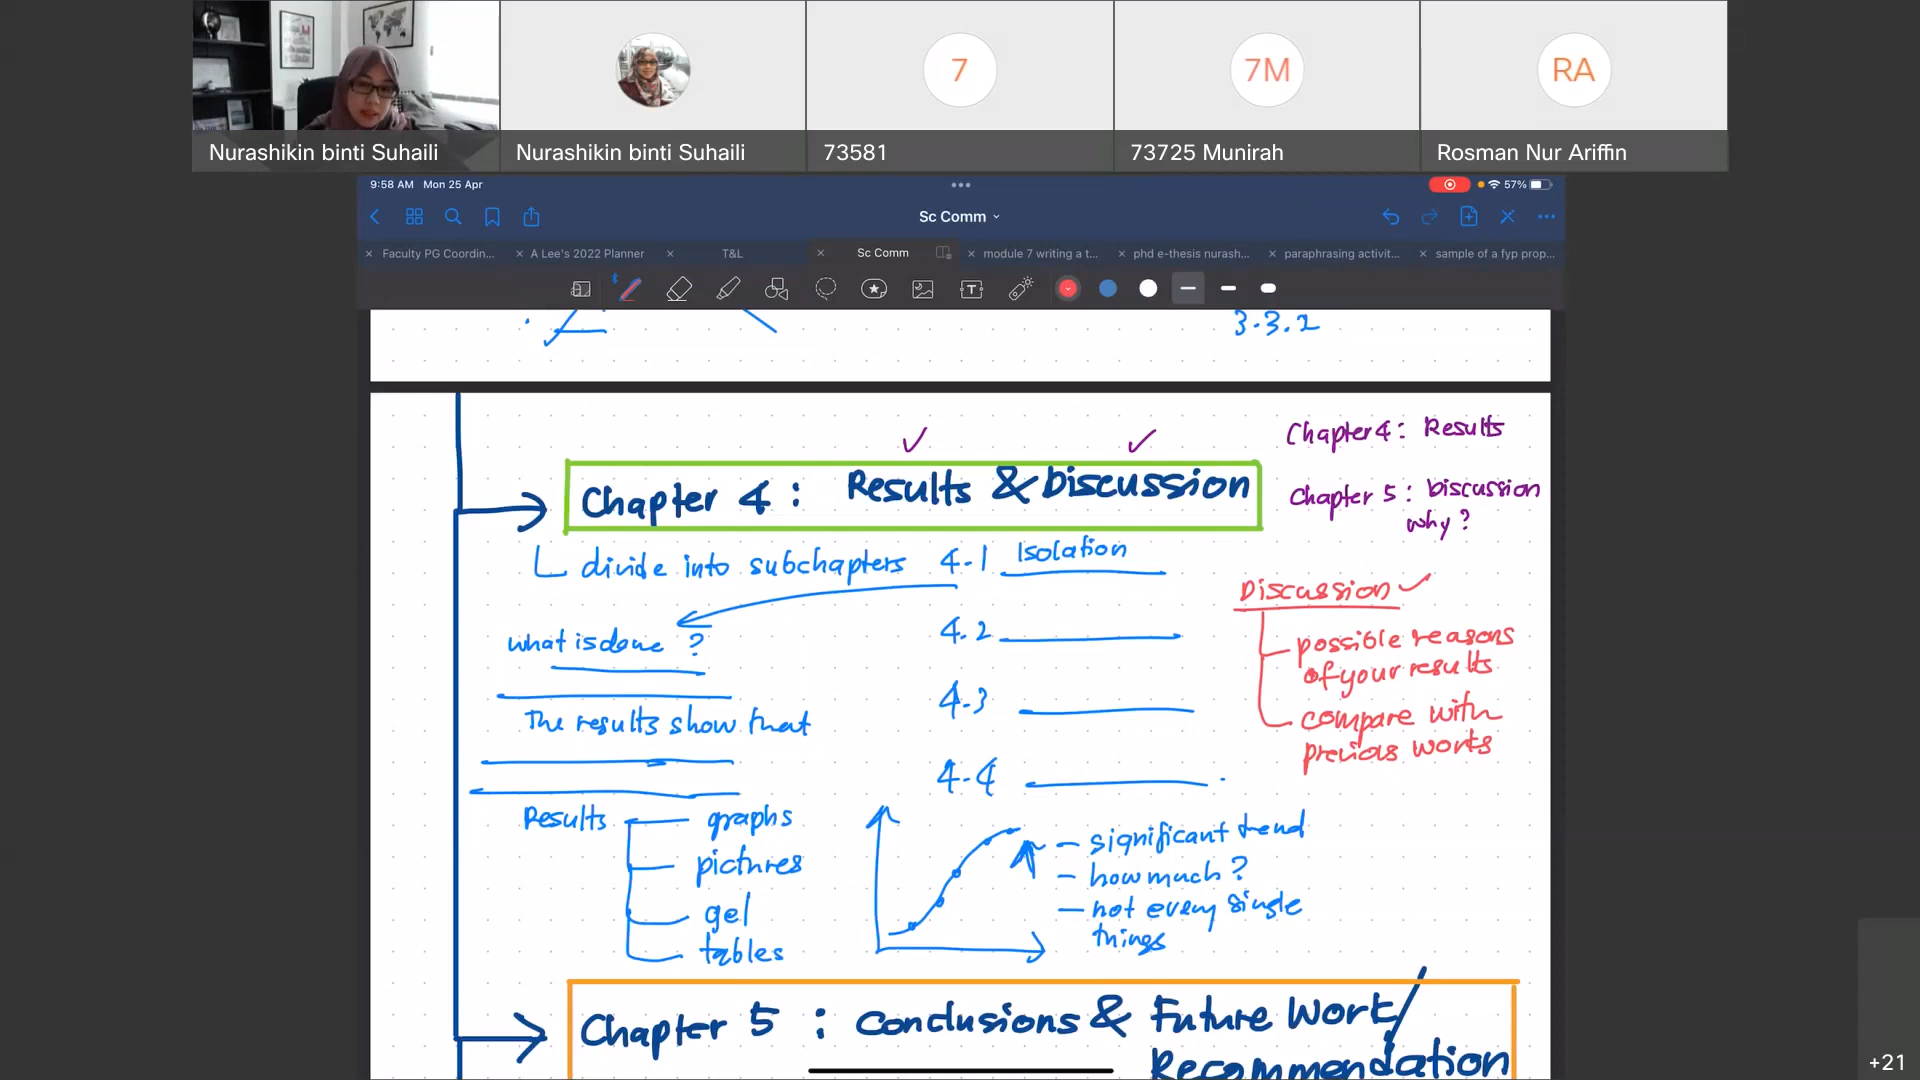 7
7M
RA
Nurashikin binti Suhaili
Nurashikin binti Suhaili
73581
73725 Munirah
Rosman Nur Ariffin
9:58 AM Mon 25 Apr
57%
Sc Comm
Faculty PG Coordin...
A Lee's 2022 Planner
T&L
Sc Comm
module 7 writing a t...
phd e-thesis nurash...
paraphrasing activit...
sample of a fyp prop...
3.3.2
Chapter 4 : Results & Discussion
Chapter 4 : Results
Chapter 5 : Discussion
why ?
divide into subchapters
4.1 Isolation
4.2
4.3
4.4
what is done ?
The results show that
Results
graphs
pictures
gel
tables
- significant trend
- how much ?
- not every single
things
Discussion
possible reasons
of your results
compare with
previous works
Chapter 5 : Conclusions & Future Work/
Recommendation
+21